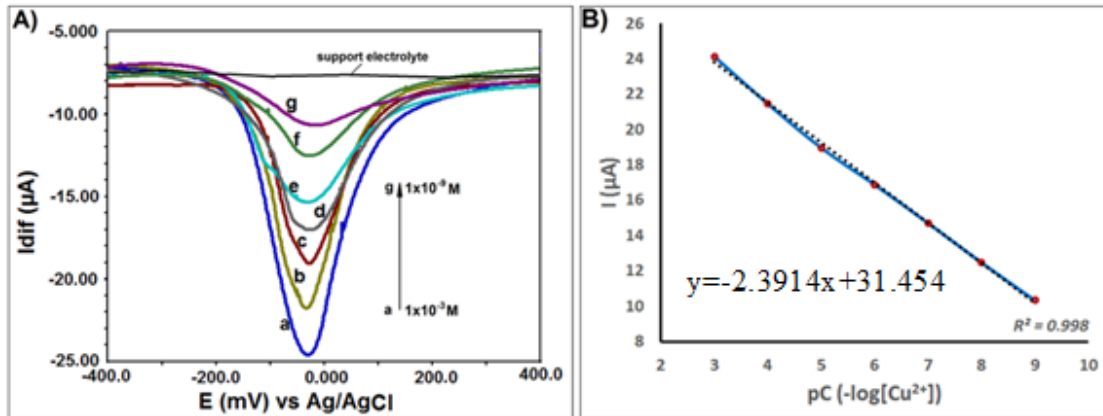 A)
-5.000
-10.00
-15.00
-20.00
-25.00
Idif (µA)
support electrolyte
g
f
e
d
c
b
a
g 1x10⁻⁹M
a 1x10⁻³M
-400.0 -200.0 0.000 200.0 400.0
E (mV) vs Ag/AgCl
B)
26
24
22
20
18
16
14
12
10
8
I (µA)
y=-2.3914x+31.454
R² = 0.998
2 3 4 5 6 7 8 9 10
pC (-log[Cu²⁺])